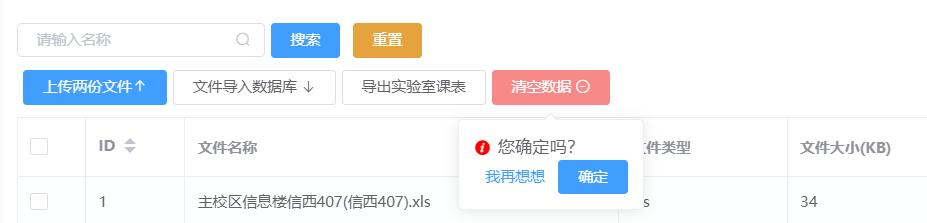 请输入名称 搜索 重置
上传两份文件↑ 文件导入数据库 ↓ 导出实验室课表 清空数据
ID 文件名称 件类型 文件大小(KB)
您确定吗?
我再想想 确定
1 主校区信息楼信西407(信西407).xls s 34